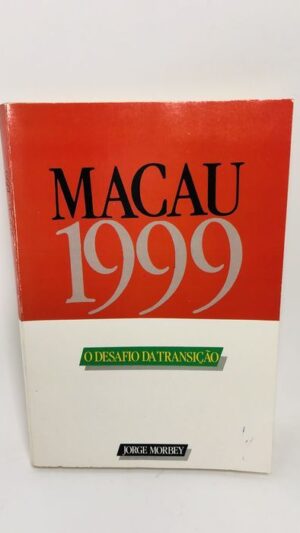 MACAU
1999
O DESAFIO DA TRANSIÇÃO
JORGE MORBEY